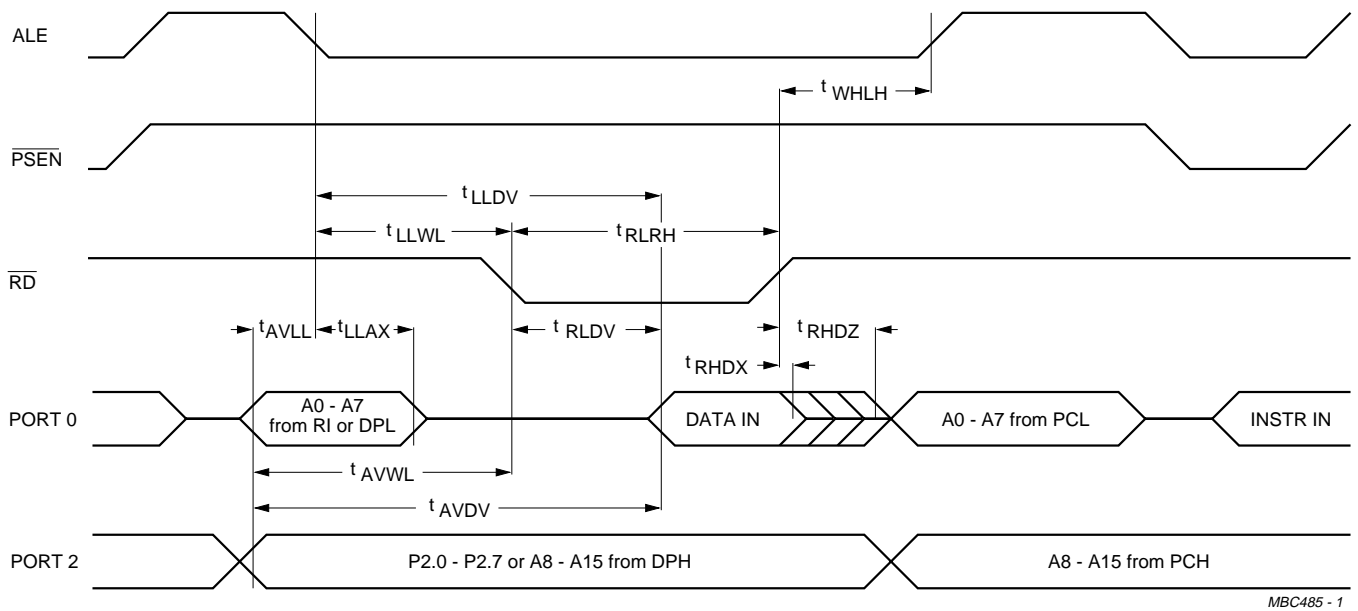 ALE
t WHLH
PSEN
t LLDV
t LLWL
t RLRH
RD
tAVLL
tLLAX
t RLDV
t RHDZ
t RHDX
PORT 0
A0 - A7
from RI or DPL
DATA IN
A0 - A7 from PCL
INSTR IN
t AVWL
t AVDV
PORT 2
P2.0 - P2.7 or A8 - A15 from DPH
A8 - A15 from PCH
MBC485 - 1